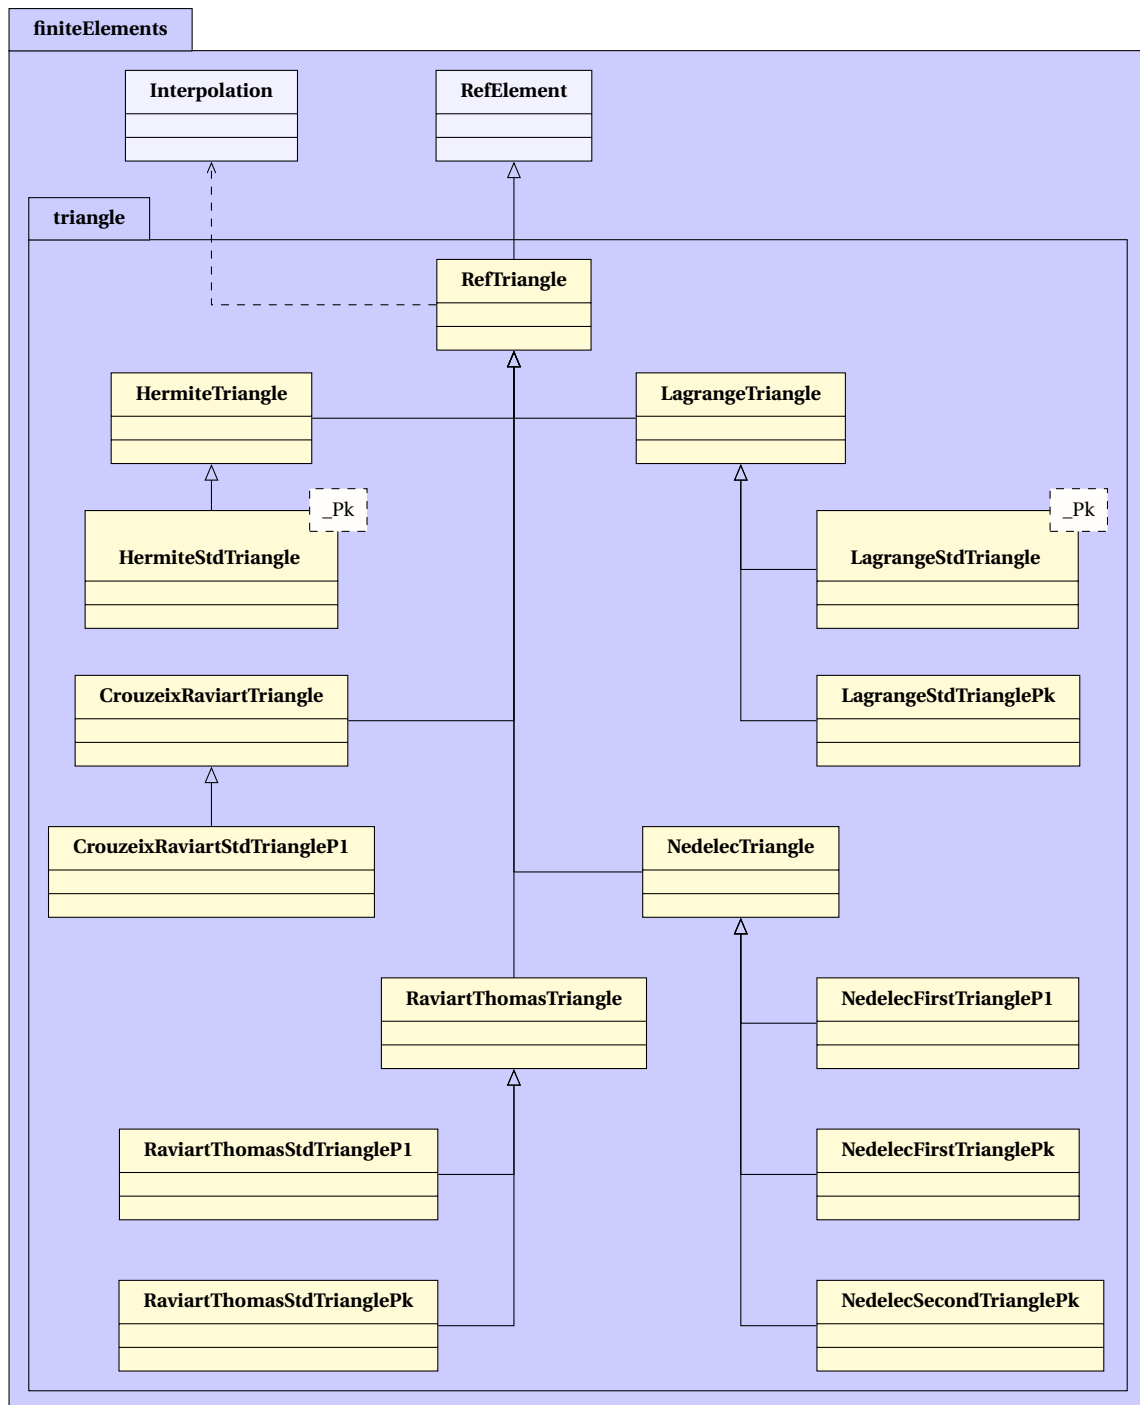 finiteElements
Interpolation
RefElement
triangle
RefTriangle
HermiteTriangle
LagrangeTriangle
_Pk
_Pk
HermiteStdTriangle
LagrangeStdTriangle
CrouzeixRaviartTriangle
LagrangeStdTrianglePk
CrouzeixRaviartStdTriangleP1
NedelecTriangle
RaviartThomasTriangle
NedelecFirstTriangleP1
RaviartThomasStdTriangleP1
NedelecFirstTrianglePk
RaviartThomasStdTrianglePk
NedelecSecondTrianglePk